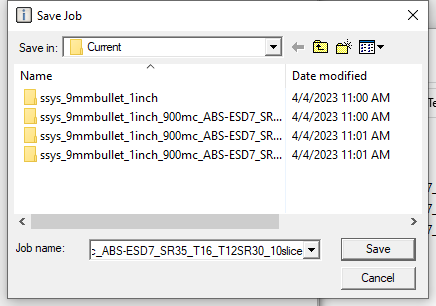 Save Job
Save in: Current
Name Date modified
ssys_9mmbullet_1inch 4/4/2023 11:00 AM
ssys_9mmbullet_1inch_900mc_ABS-ESD7_SR... 4/4/2023 11:00 AM
ssys_9mmbullet_1inch_900mc_ABS-ESD7_SR... 4/4/2023 11:01 AM
ssys_9mmbullet_1inch_900mc_ABS-ESD7_SR... 4/4/2023 11:01 AM
Job name: c_ABS-ESD7_SR35_T16_T12SR30_10slice Save
Cancel